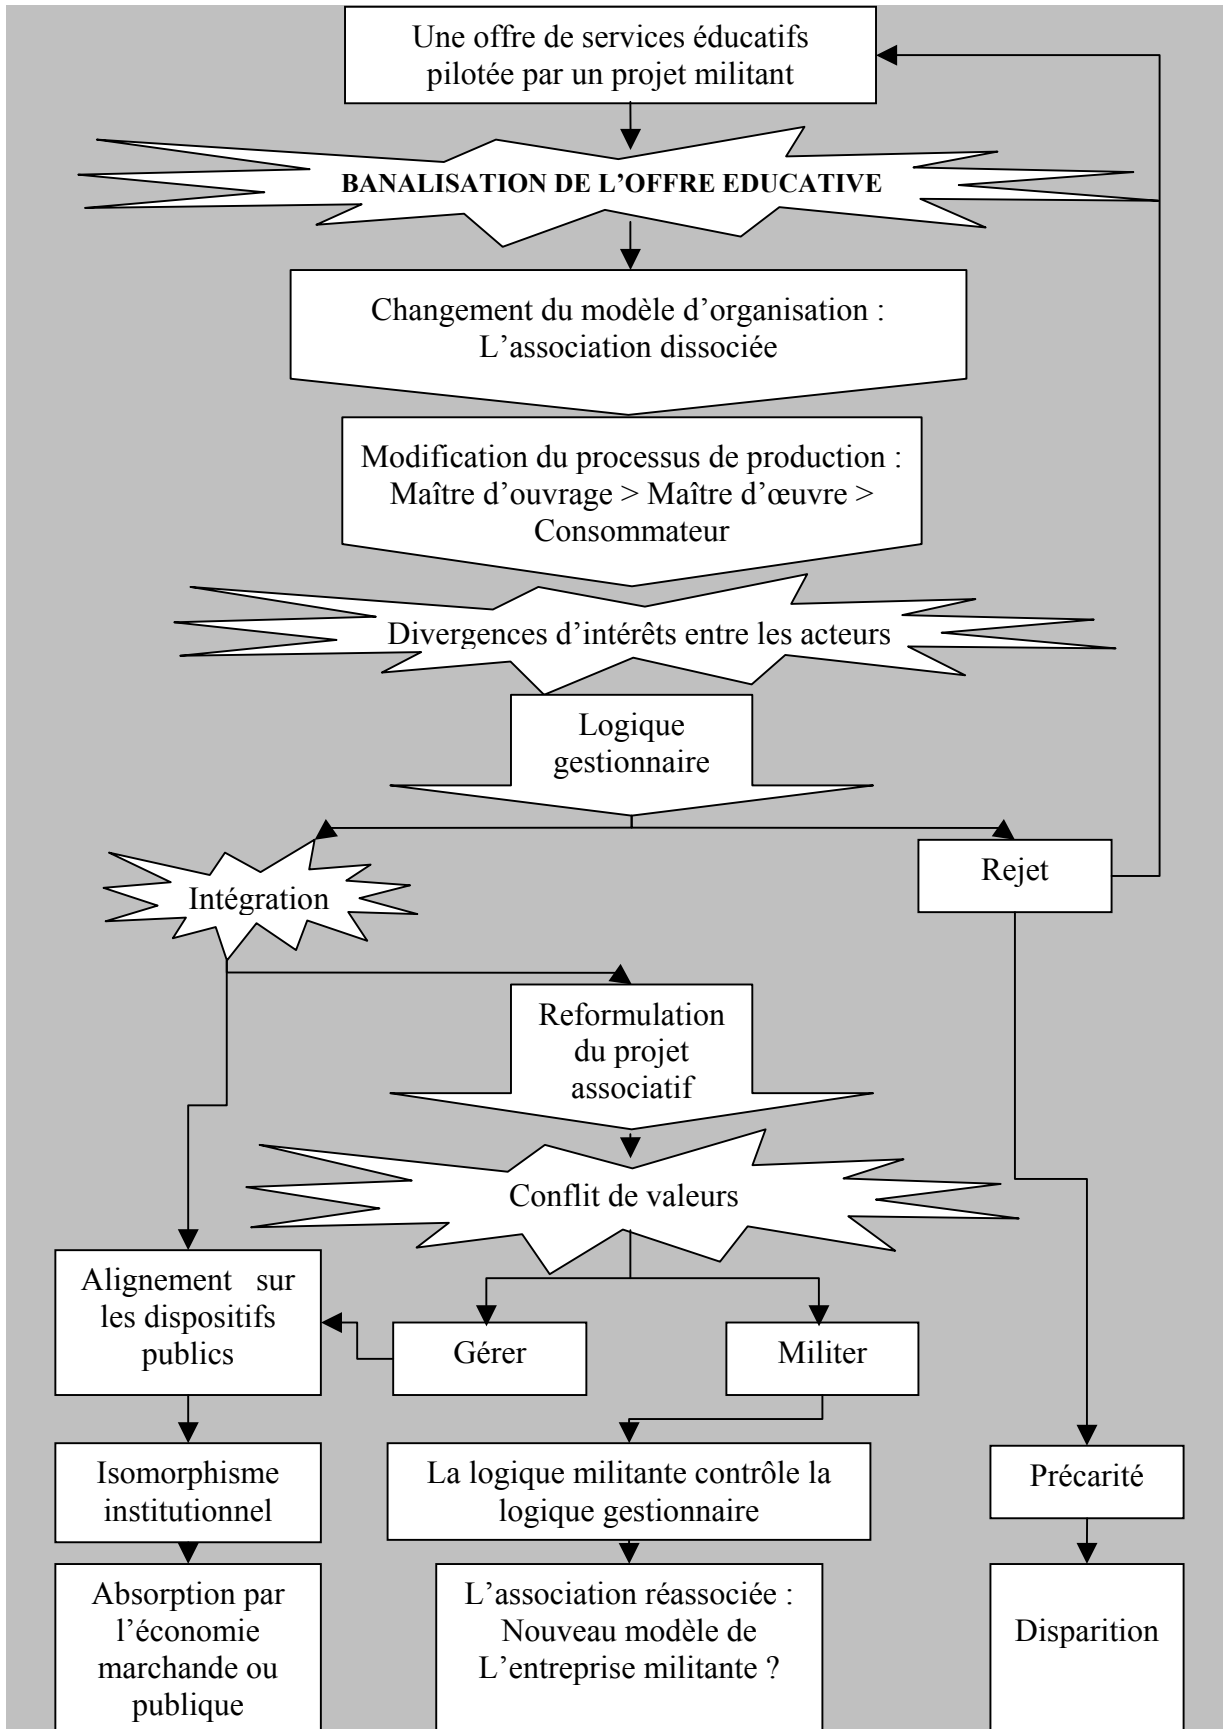 Une offre de services éducatifs
pilotée par un projet militant
BANALISATION DE L’OFFRE EDUCATIVE
Changement du modèle d’organisation :
L’association dissociée
Modification du processus de production :
Maître d’ouvrage > Maître d’œuvre >
Consommateur
Divergences d’intérêts entre les acteurs
Logique
gestionnaire
Intégration
Rejet
Reformulation
du projet
associatif
Conflit de valeurs
Alignement sur
les dispositifs
publics
Gérer
Militer
Isomorphisme
institutionnel
La logique militante contrôle la
logique gestionnaire
Précarité
Absorption par
l’économie
marchande ou
publique
L’association réassociée :
Nouveau modèle de
L’entreprise militante ?
Disparition